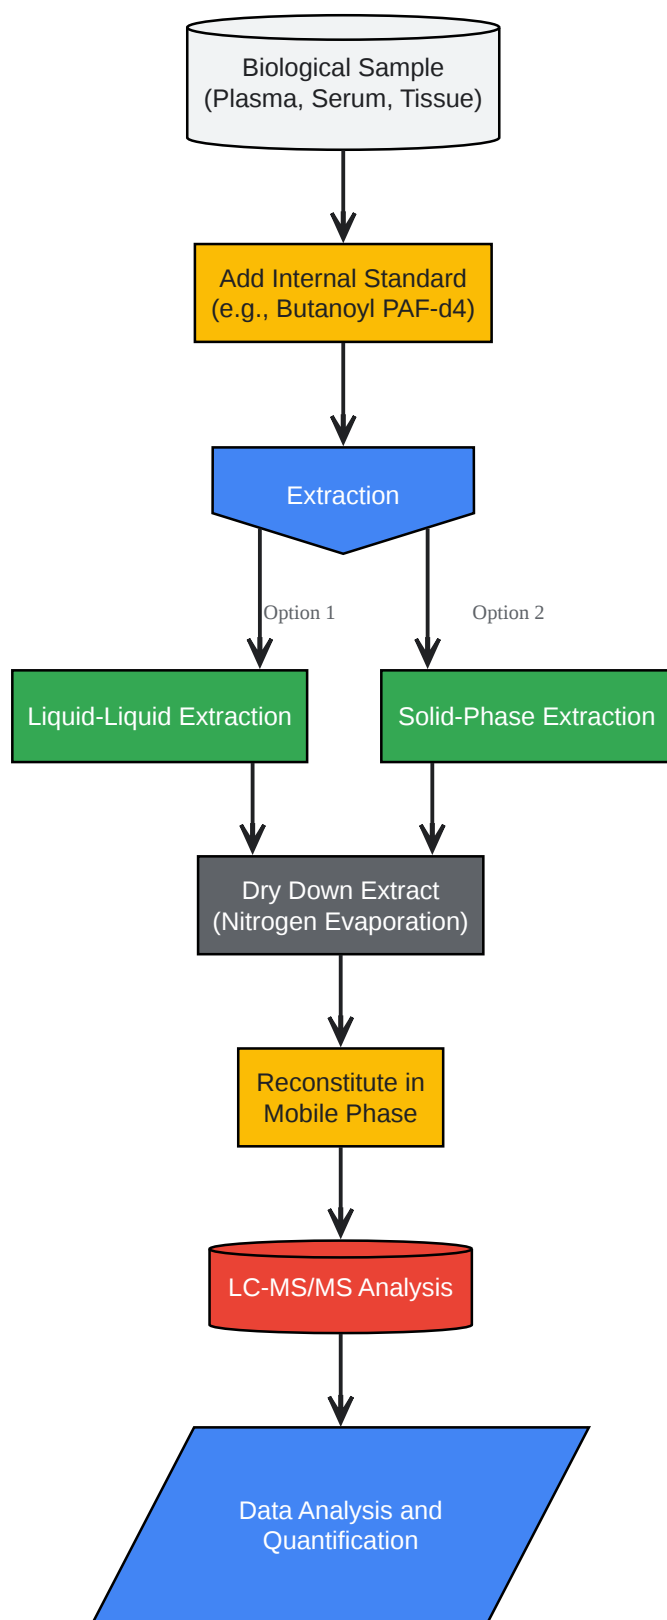 Biological Sample
(Plasma, Serum, Tissue)
Add Internal Standard
(e.g., Butanoyl PAF-d4)
Extraction
Option 1
Option 2
Liquid-Liquid Extraction
Solid-Phase Extraction
Dry Down Extract
(Nitrogen Evaporation)
Reconstitute in
Mobile Phase
LC-MS/MS Analysis
Data Analysis and
Quantification